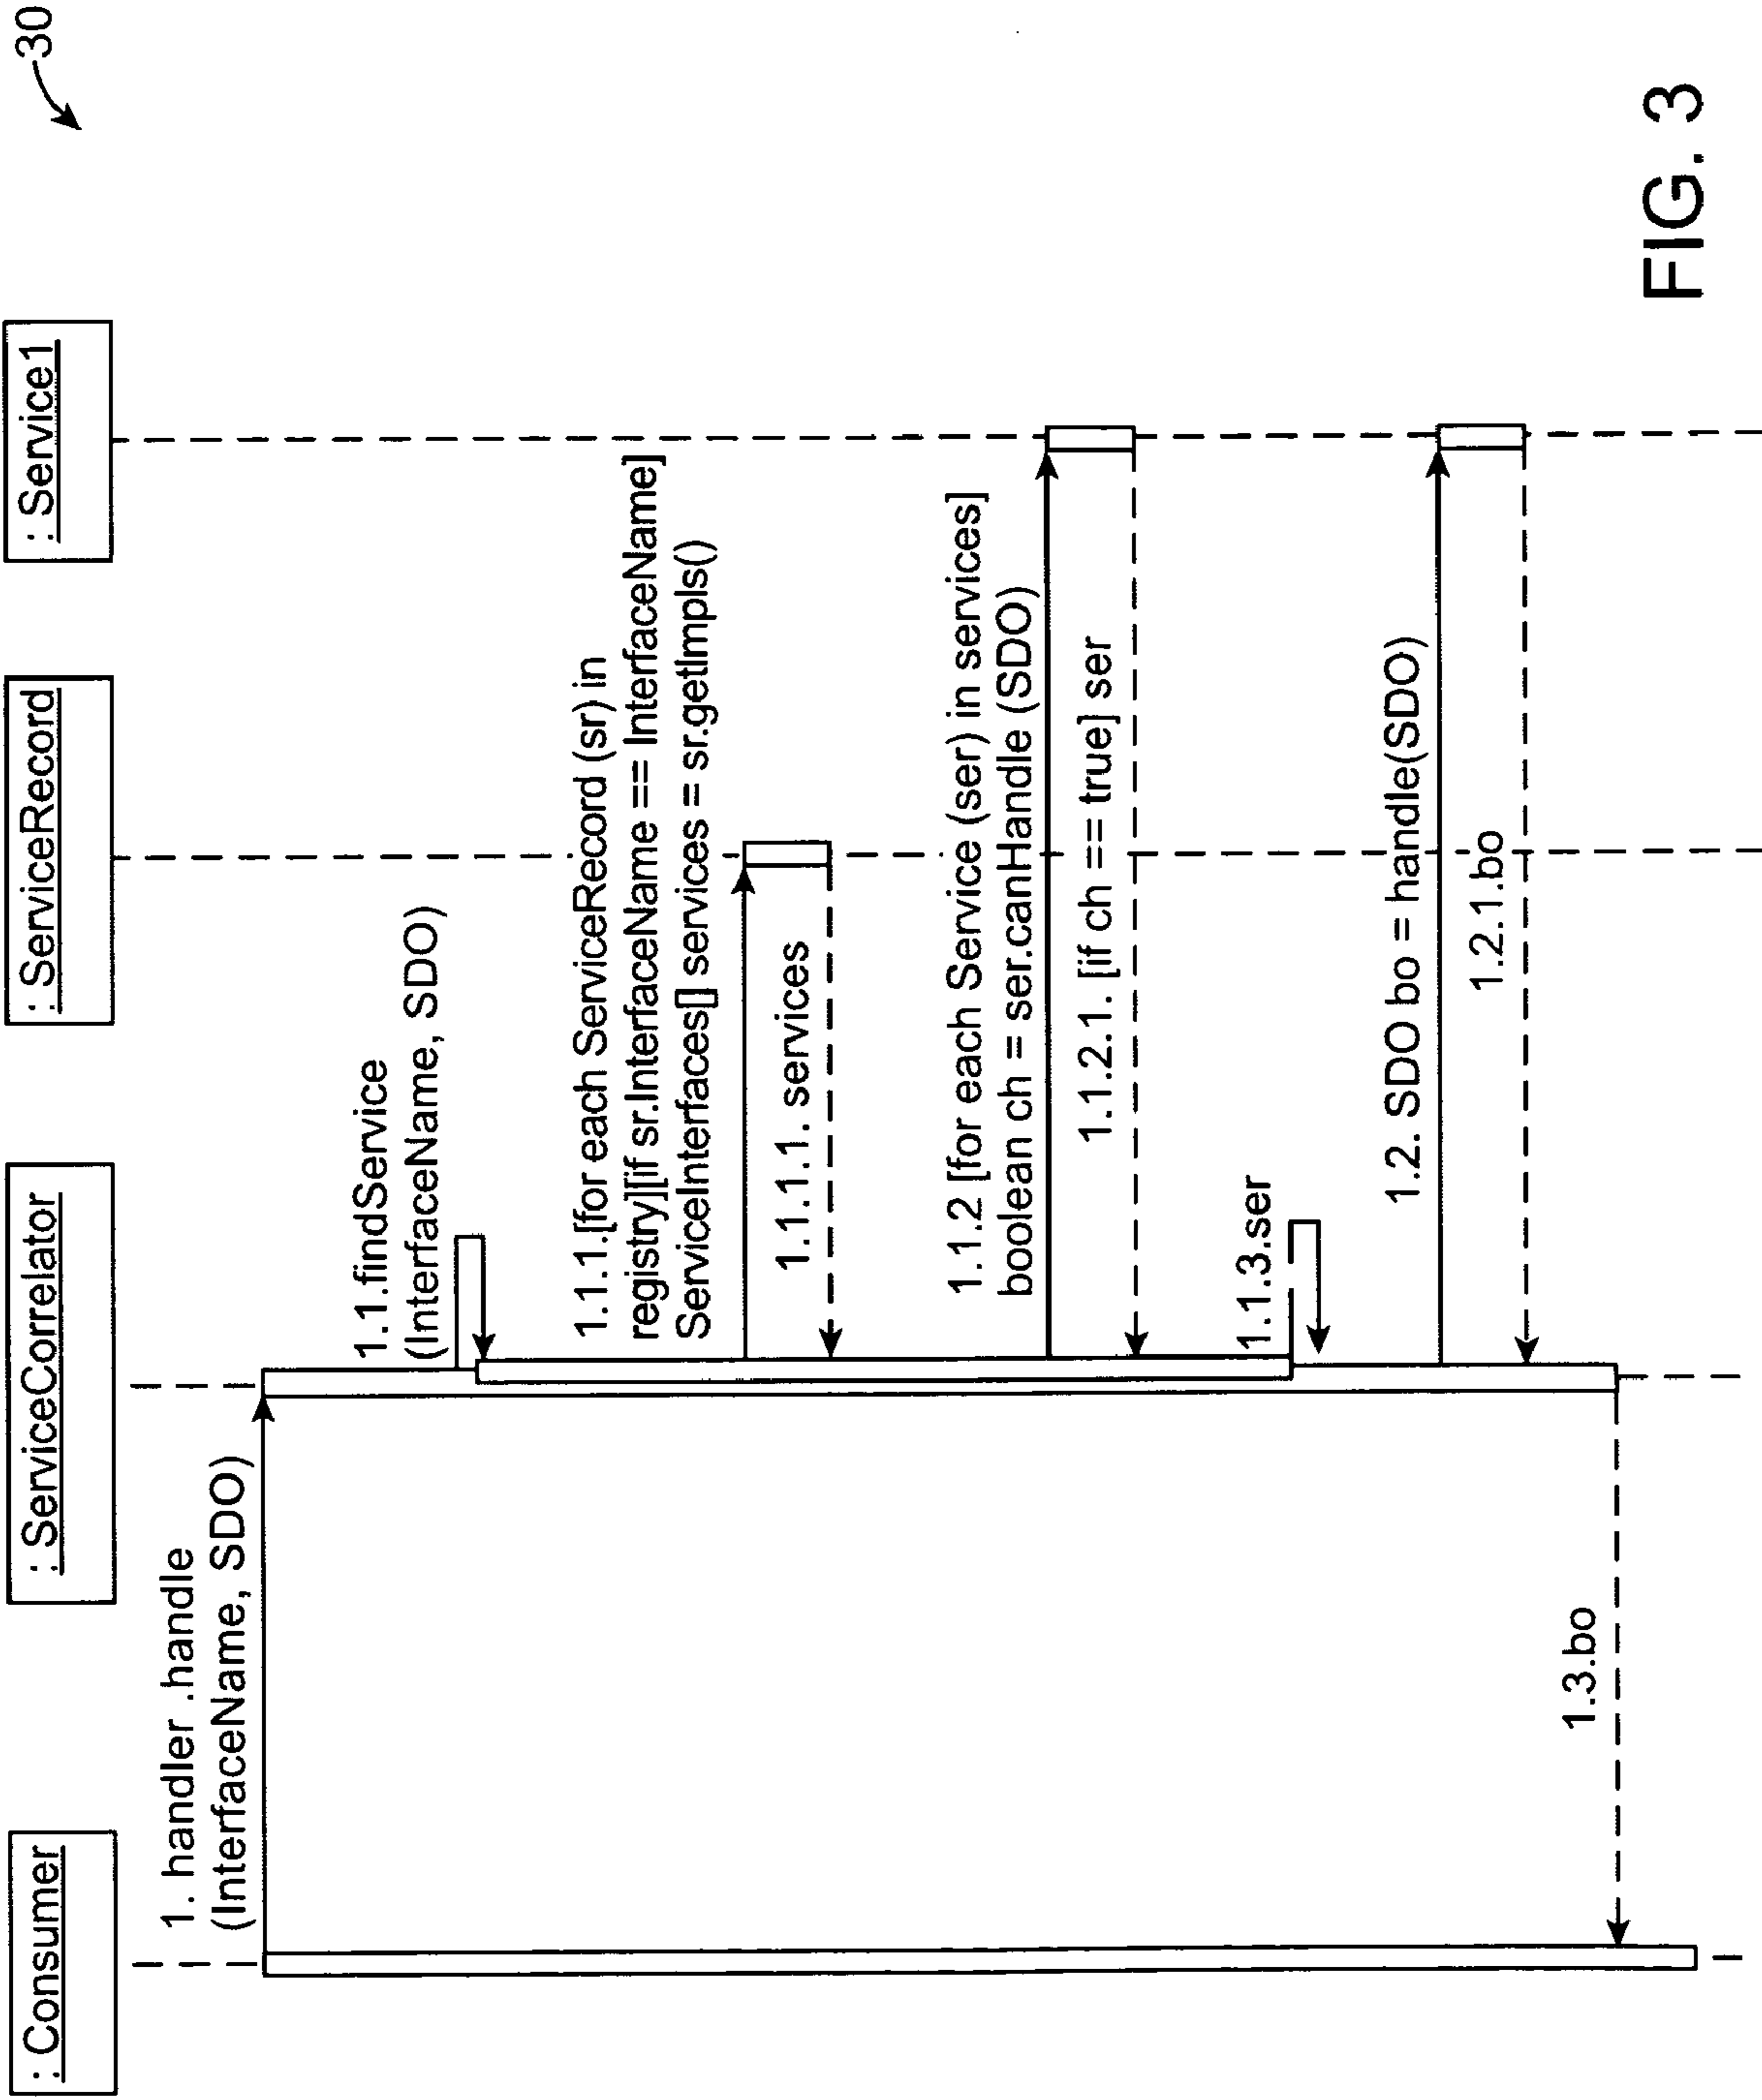 30
: Consumer
: ServiceCorrelator
: ServiceRecord
: Service1
1. handler .handle
(InterfaceName, SDO)
1.1.findService
(InterfaceName, SDO)
1.1.1.[for each ServiceRecord (sr) in
registry][if sr.InterfaceName == InterfaceName]
ServiceInterfaces[] services = sr.getImpls()
1.1.1.1. services
1.1.2 [for each Service (ser) in services]
boolean ch = ser.canHandle (SDO)
1.1.2.1. [if ch == true] ser
1.1.3.ser
1.2. SDO bo = handle(SDO)
1.2.1.bo
1.3.bo
FIG. 3